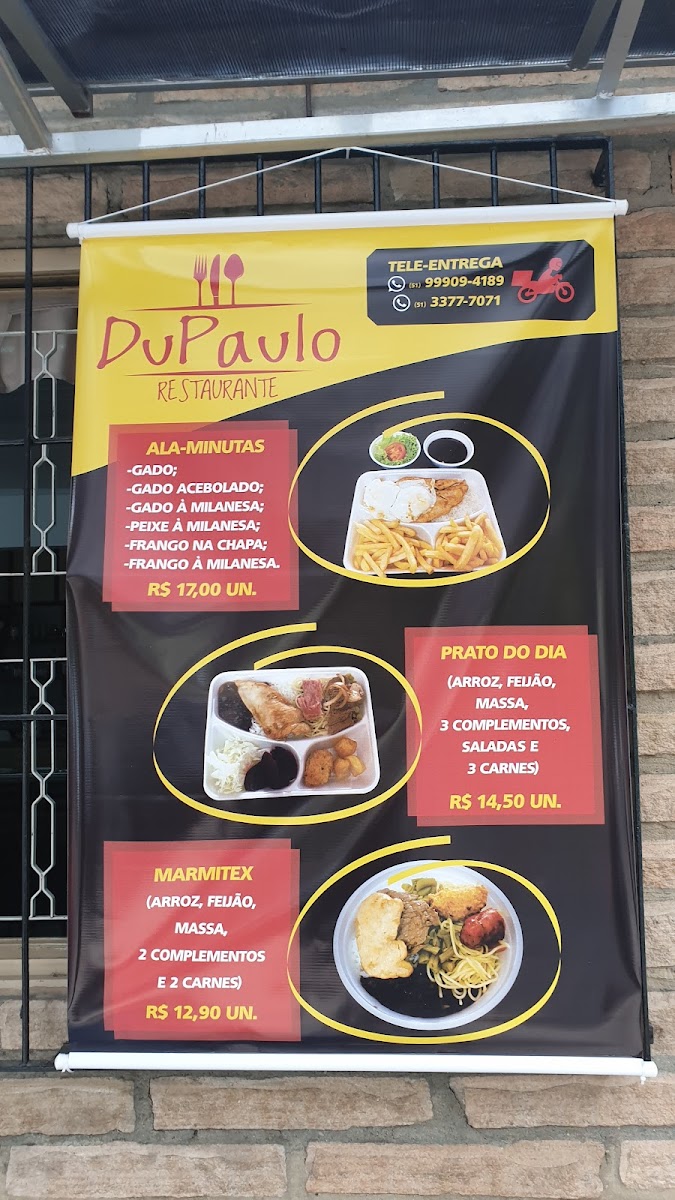 TELE-ENTREGA
(51) 99909-4189
(51) 3377-7071
DuPaulo
RESTAURANTE
ALA-MINUTAS
-GADO;
-GADO ACEBOLADO;
-GADO À MILANESA;
-PEIXE À MILANESA;
-FRANGO NA CHAPA;
-FRANGO À MILANESA.
R$ 17,00 UN.
PRATO DO DIA
(ARROZ, FEIJÃO,
MASSA,
3 COMPLEMENTOS,
SALADAS E
3 CARNES)
R$ 14,50 UN.
MARMITEX
(ARROZ, FEIJÃO,
MASSA,
2 COMPLEMENTOS
E 2 CARNES)
R$ 12,90 UN.